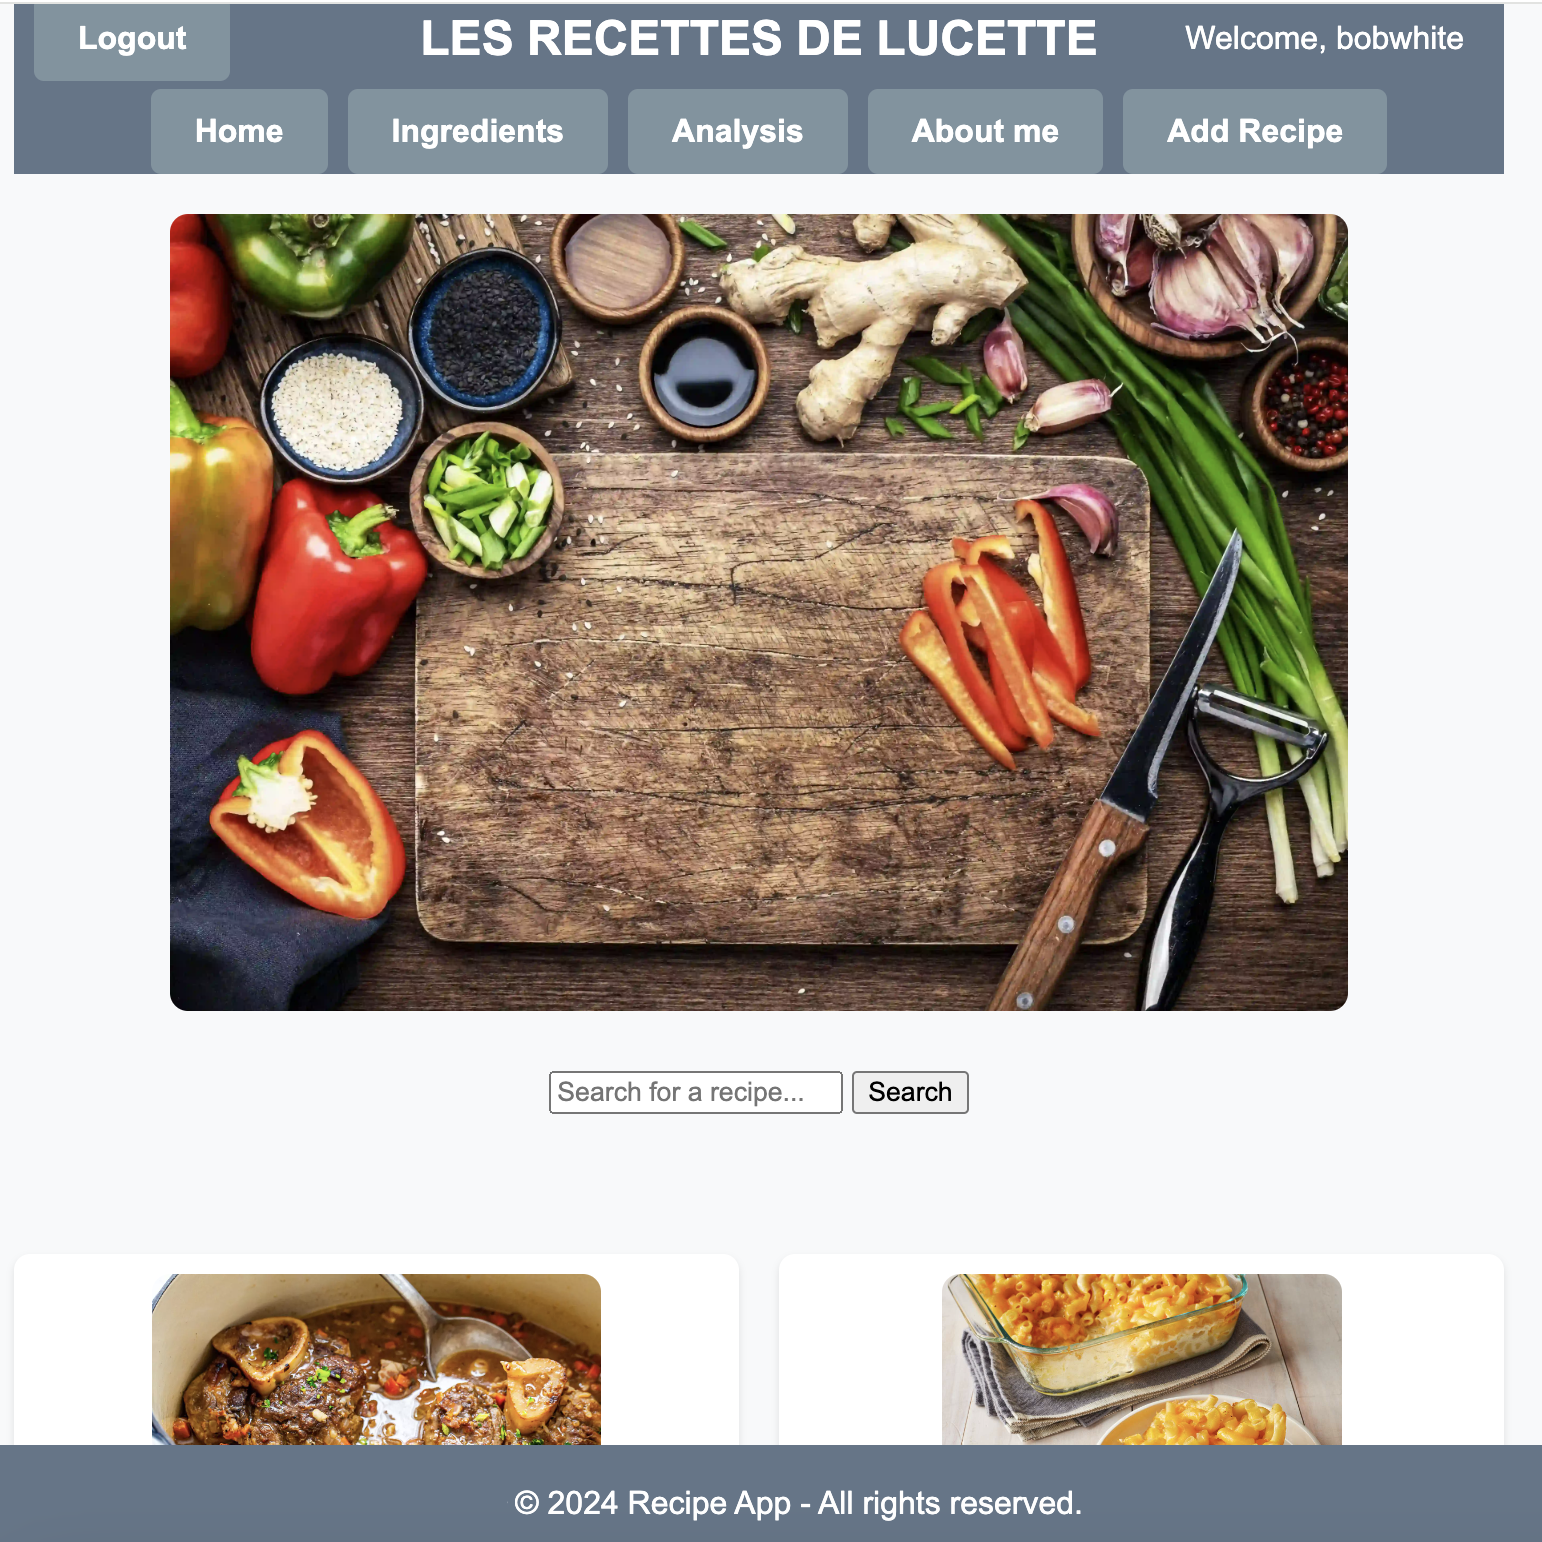 Logout
LES RECETTES DE LUCETTE
Welcome, bobwhite
Home
Ingredients
Analysis
About me
Add Recipe
Search for a recipe...
Search
© 2024 Recipe App - All rights reserved.